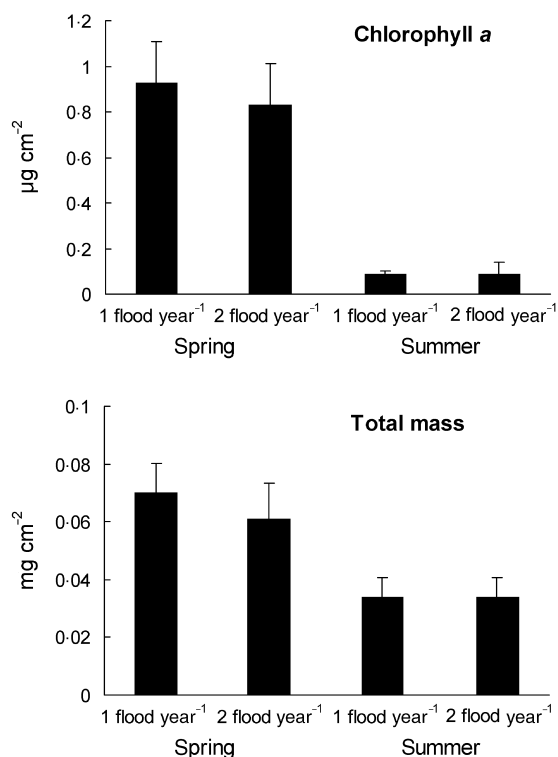 Chlorophyll a
1·2
1
0·8
0·6
0·4
0·2
0
µg cm⁻²
1 flood year⁻¹ 2 flood year⁻¹ 1 flood year⁻¹ 2 flood year⁻¹
Spring Summer
Total mass
0·1
0·08
0·06
0·04
0·02
0
mg cm⁻²
1 flood year⁻¹ 2 flood year⁻¹ 1 flood year⁻¹ 2 flood year⁻¹
Spring Summer